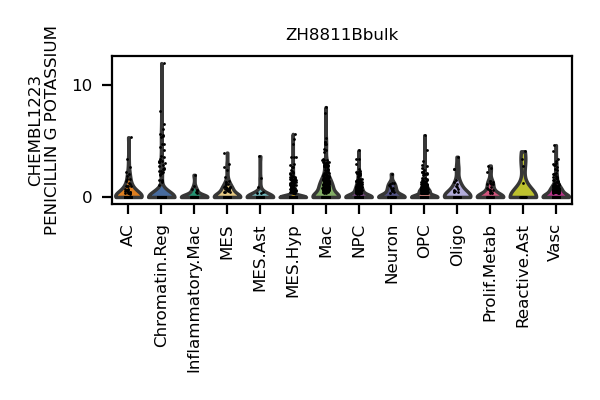 ZH8811Bbulk
CHEMBL1223
PENICILLIN G POTASSIUM
10
0
AC
Chromatin.Reg
Inflammatory.Mac
MES
MES.Ast
MES.Hyp
Mac
NPC
Neuron
OPC
Oligo
Prolif.Metab
Reactive.Ast
Vasc